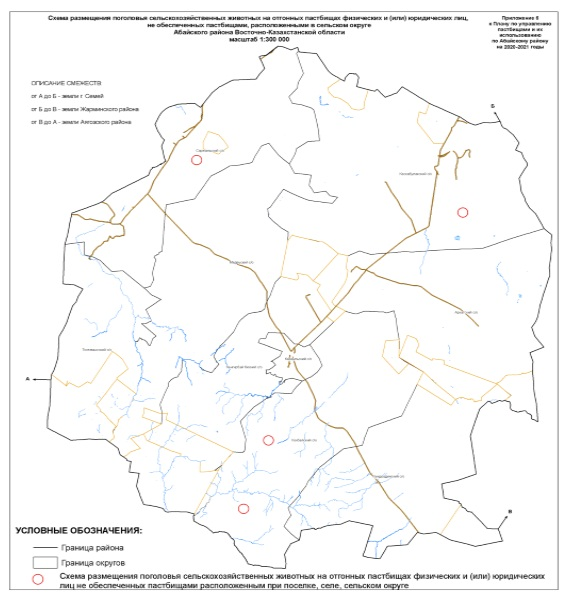 Схема размещения поголовья сельскохозяйственных животных на отгонных пастбищах физических и (или) юридических лиц,
не обеспеченных пастбищами, расположенными в сельском округе
Абайского района Восточно-Казахстанской области
масштаб 1:300 000
Приложение 8
к Плану по управлению
пастбищами и их
использованию
по Абайскому району
на 2020-2021 годы
ОПИСАНИЕ СМЕЖЕСТВ:
от А до Б - земли г. Семей
от Б до В - земли Жарминского района
от В до А - земли Аягозского района
Б
А
В
УСЛОВНЫЕ ОБОЗНАЧЕНИЯ:
Граница района
Граница округов
Схема размещения поголовья сельскохозяйственных животных на отгонных пастбищах физических и (или) юридических
лиц не обеспеченных пастбищами расположенным при поселке, селе, сельском округе